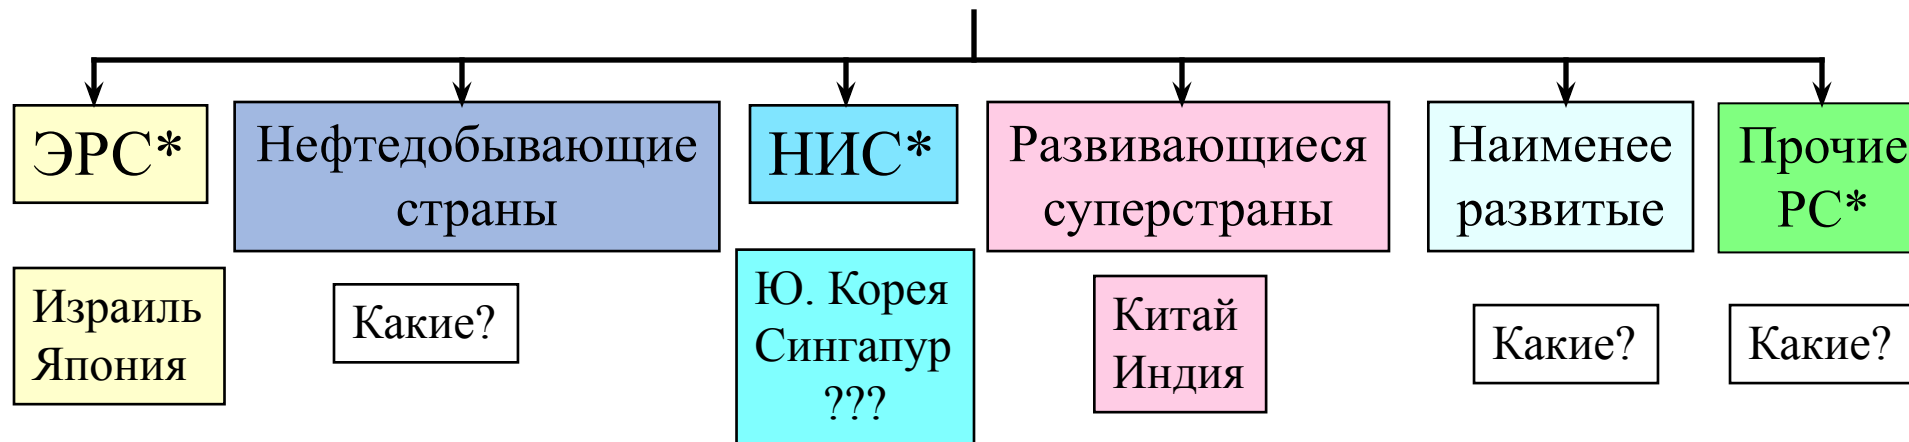 ЭРС*
Нефтедобывающие
страны
НИС*
Развивающиеся
суперстраны
Наименее
развитые
Прочие
РС*
Израиль
Япония
Какие?
Ю. Корея
Сингапур
???
Китай
Индия
Какие?
Какие?